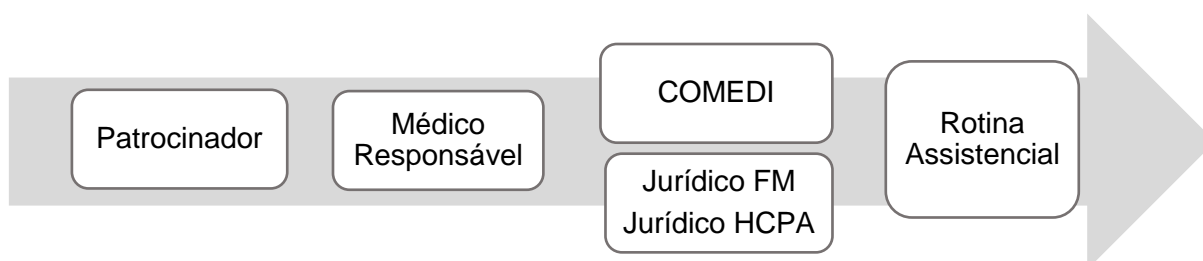 Patrocinador
Médico
Responsável
COMEDI
Jurídico FM
Jurídico HCPA
Rotina
Assistencial